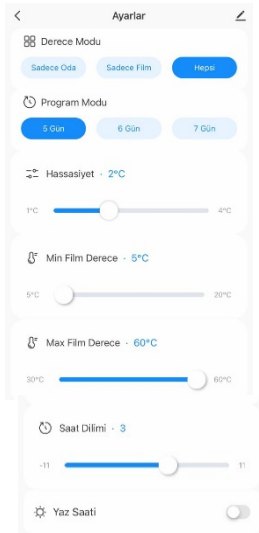 Ayarlar
Derece Modu
Sadece Oda Sadece Film Hepsi
Program Modu
5 Gün 6 Gün 7 Gün
Hassasiyet · 2°C
1°C 4°C
Min Film Derece · 5°C
5°C 20°C
Max Film Derece · 60°C
30°C 60°C
Saat Dilimi · 3
-11 11
Yaz Saati